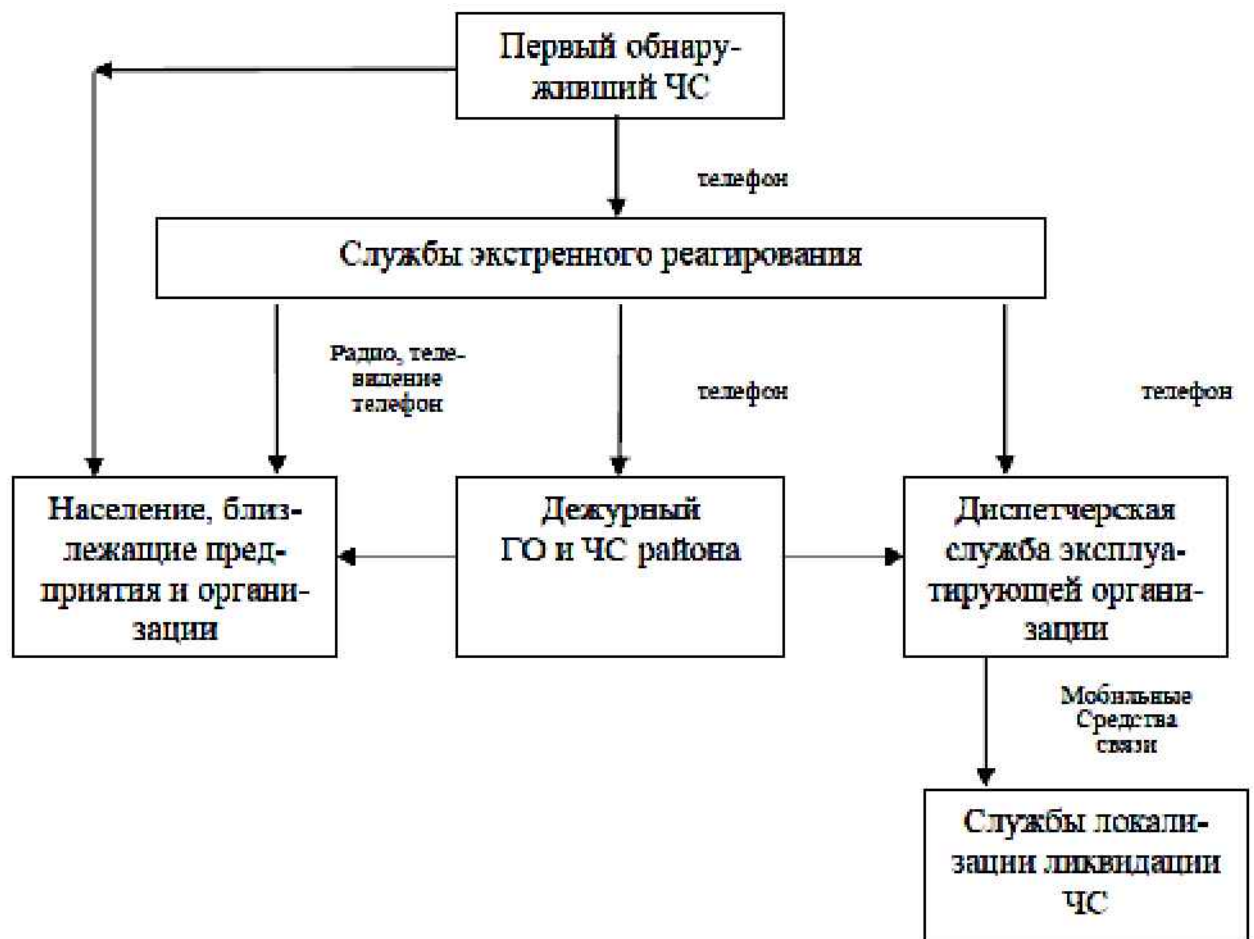 Первый обнару-
живший ЧС
телефон
Службы экстренного реагирования
Радио, теле-
видение
телефон
телефон
телефон
Население, близ-
лежащие пред-
приятия и органи-
зации
Дежурный
ГО и ЧС района
Диспетчерская
служба эксплуа-
тирующей органи-
зации
Мобильные
Средства
связи
Службы локали-
зации ликвидации
ЧС